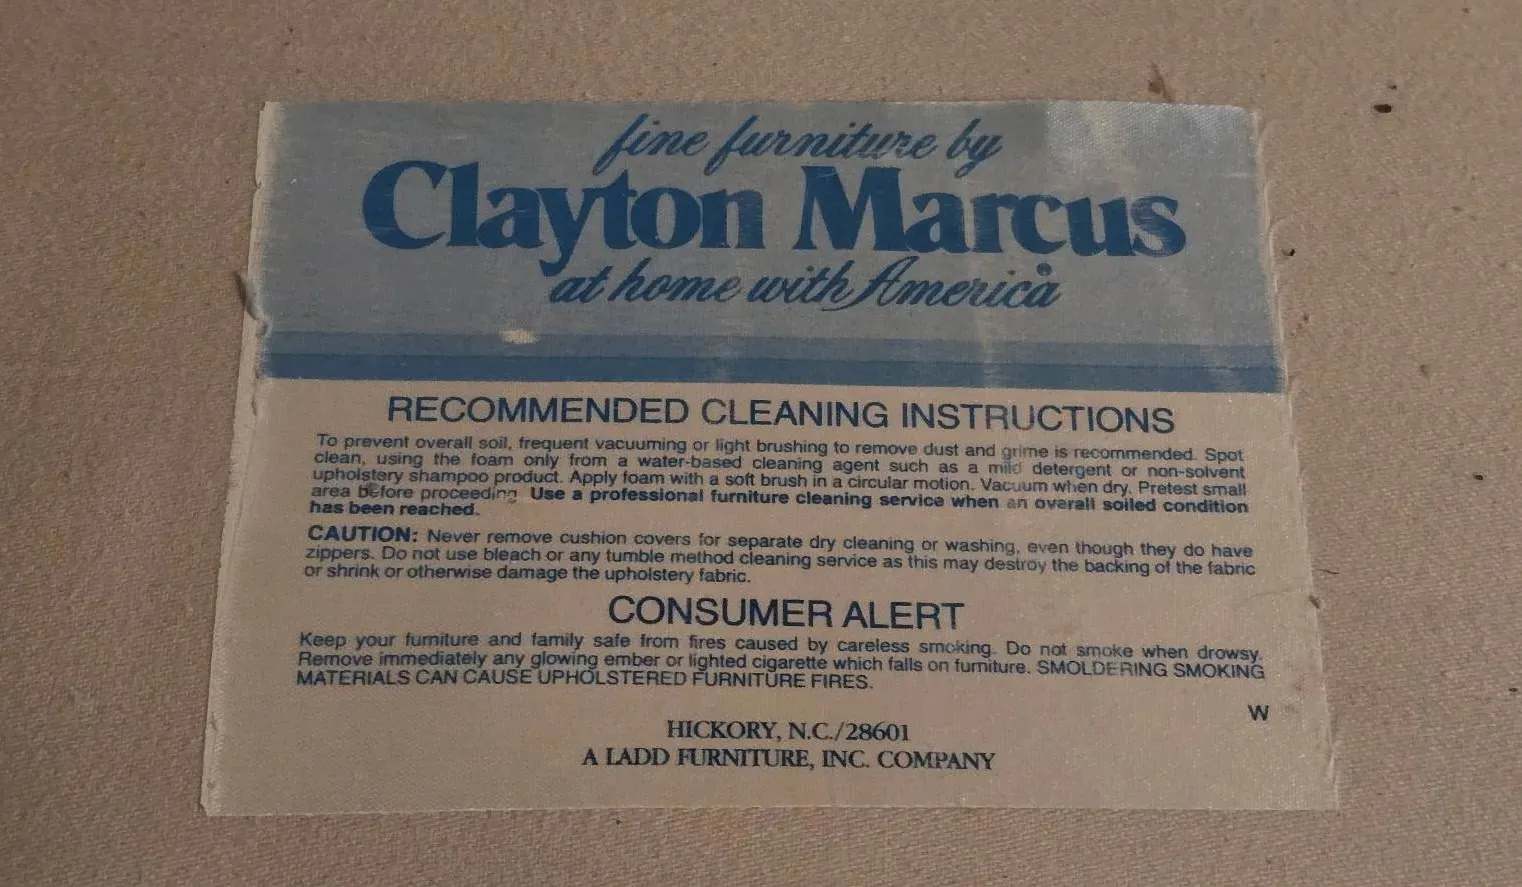 fine furniture by
Clayton Marcus
at home with America
RECOMMENDED CLEANING INSTRUCTIONS
To prevent overall soil, frequent vacuuming or light brushing to remove dust and grime is recommended. Spot
clean, using the foam only from a water-based cleaning agent such as a mild detergent or non-solvent
upholstery shampoo product. Apply foam with a soft brush in a circular motion. Vacuum when dry. Pretest small
area before proceeding. Use a professional furniture cleaning service when an overall soiled condition
has been reached.
CAUTION: Never remove cushion covers for separate dry cleaning or washing, even though they do have
zippers. Do not use bleach or any tumble method cleaning service as this may destroy the backing of the fabric
or shrink or otherwise damage the upholstery fabric.
CONSUMER ALERT
Keep your furniture and family safe from fires caused by careless smoking. Do not smoke when drowsy.
Remove immediately any glowing ember or lighted cigarette which falls on furniture. SMOLDERING SMOKING
MATERIALS CAN CAUSE UPHOLSTERED FURNITURE FIRES.
W
HICKORY, N.C./28601
A LADD FURNITURE, INC. COMPANY